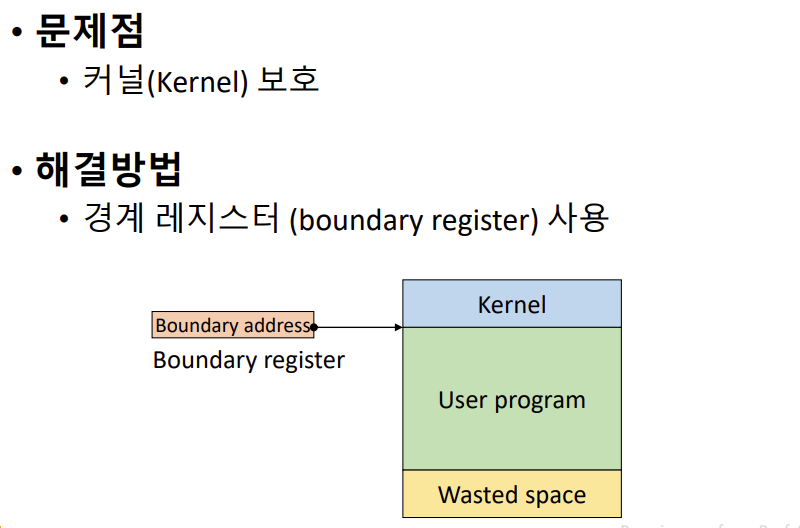 • 문제점
• 커널(Kernel) 보호
• 해결방법
• 경계 레지스터 (boundary register) 사용
Kernel
Boundary address
Boundary register
User program
Wasted space